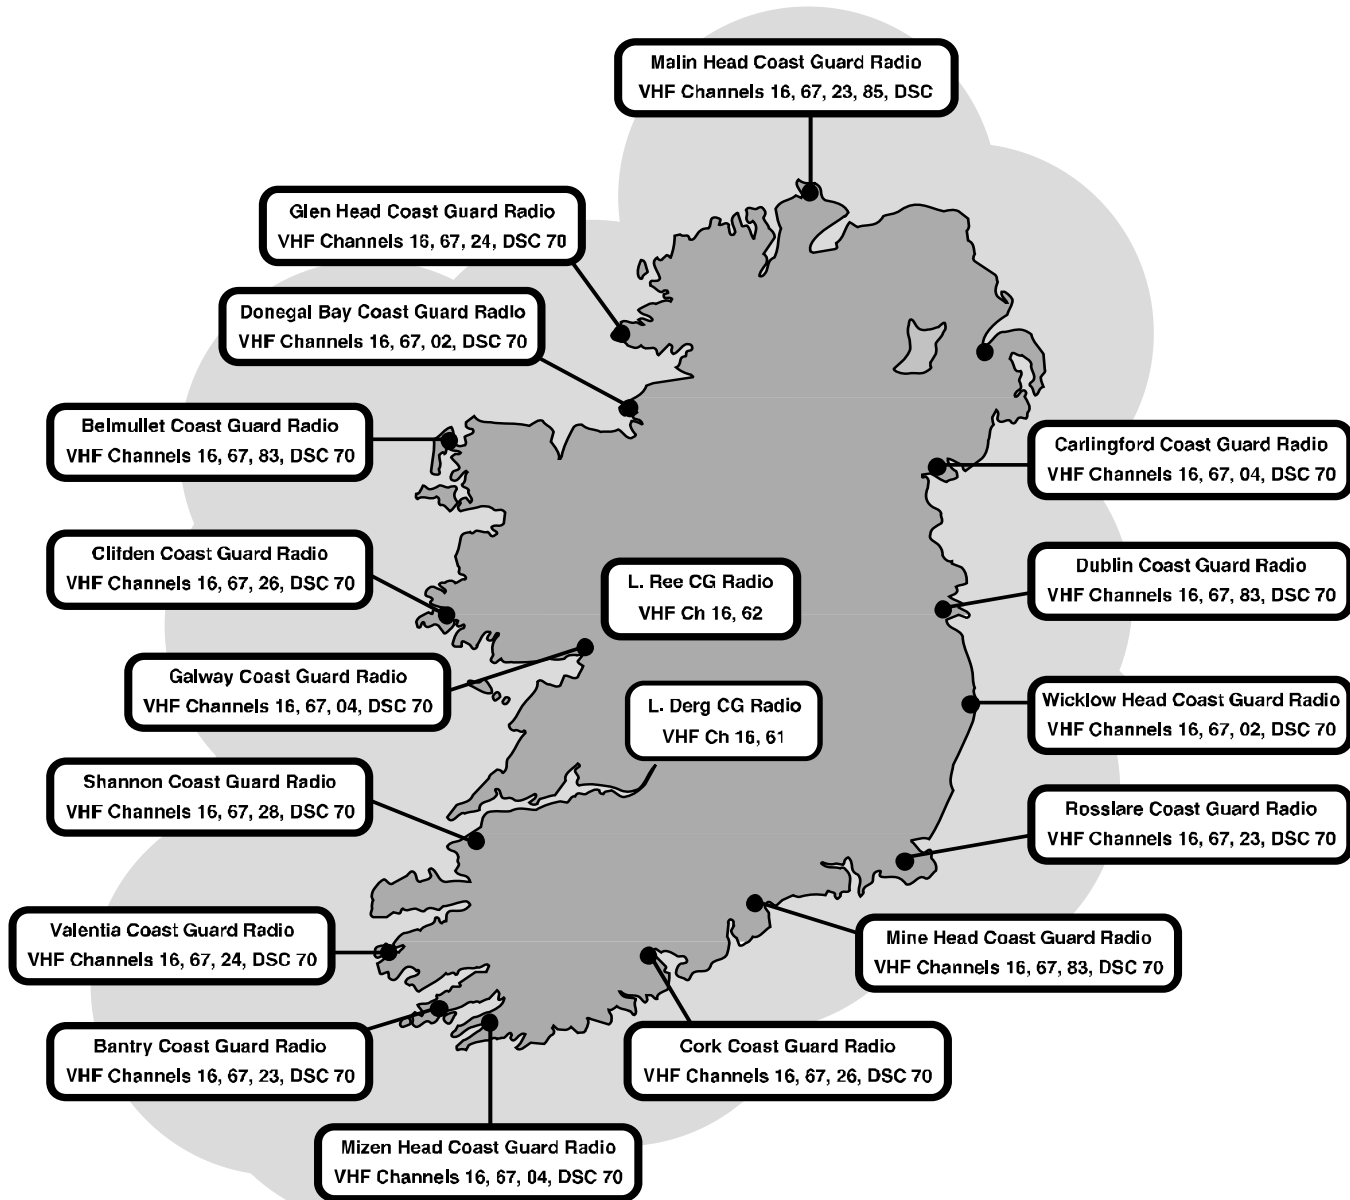 Malin Head Coast Guard Radio
VHF Channels 16, 67, 23, 85, DSC
Glen Head Coast Guard Radio
VHF Channels 16, 67, 24, DSC 70
Donegal Bay Coast Guard Radio
VHF Channels 16, 67, 02, DSC 70
Belmullet Coast Guard Radio
VHF Channels 16, 67, 83, DSC 70
Carlingford Coast Guard Radio
VHF Channels 16, 67, 04, DSC 70
Clifden Coast Guard Radio
VHF Channels 16, 67, 26, DSC 70
L. Ree CG Radio
VHF Ch 16, 62
Dublin Coast Guard Radio
VHF Channels 16, 67, 83, DSC 70
Galway Coast Guard Radio
VHF Channels 16, 67, 04, DSC 70
L. Derg CG Radio
VHF Ch 16, 61
Wicklow Head Coast Guard Radio
VHF Channels 16, 67, 02, DSC 70
Shannon Coast Guard Radio
VHF Channels 16, 67, 28, DSC 70
Rosslare Coast Guard Radio
VHF Channels 16, 67, 23, DSC 70
Valentia Coast Guard Radio
VHF Channels 16, 67, 24, DSC 70
Mine Head Coast Guard Radio
VHF Channels 16, 67, 83, DSC 70
Bantry Coast Guard Radio
VHF Channels 16, 67, 23, DSC 70
Cork Coast Guard Radio
VHF Channels 16, 67, 26, DSC 70
Mizen Head Coast Guard Radio
VHF Channels 16, 67, 04, DSC 70